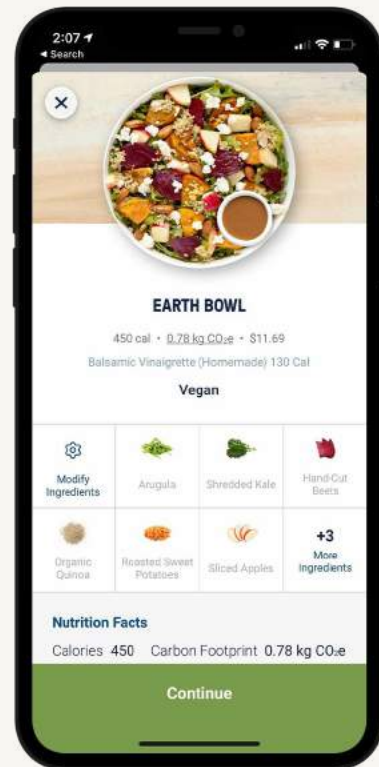 2:07
Search
EARTH BOWL
450 cal • 0.78 kg CO₂e • $11.69
Balsamic Vinaigrette (Homemade) 130 Cal
Vegan
Modify
Ingredients
Arugula
Shredded Kale
Hand-Cut
Beers
Organic
Quinoa
Roasted Sweet
Potatoes
Sliced Apples
+3
More
Ingredients
Nutrition Facts
Calories 450 Carbon Footprint 0.78 kg CO₂e
Continue